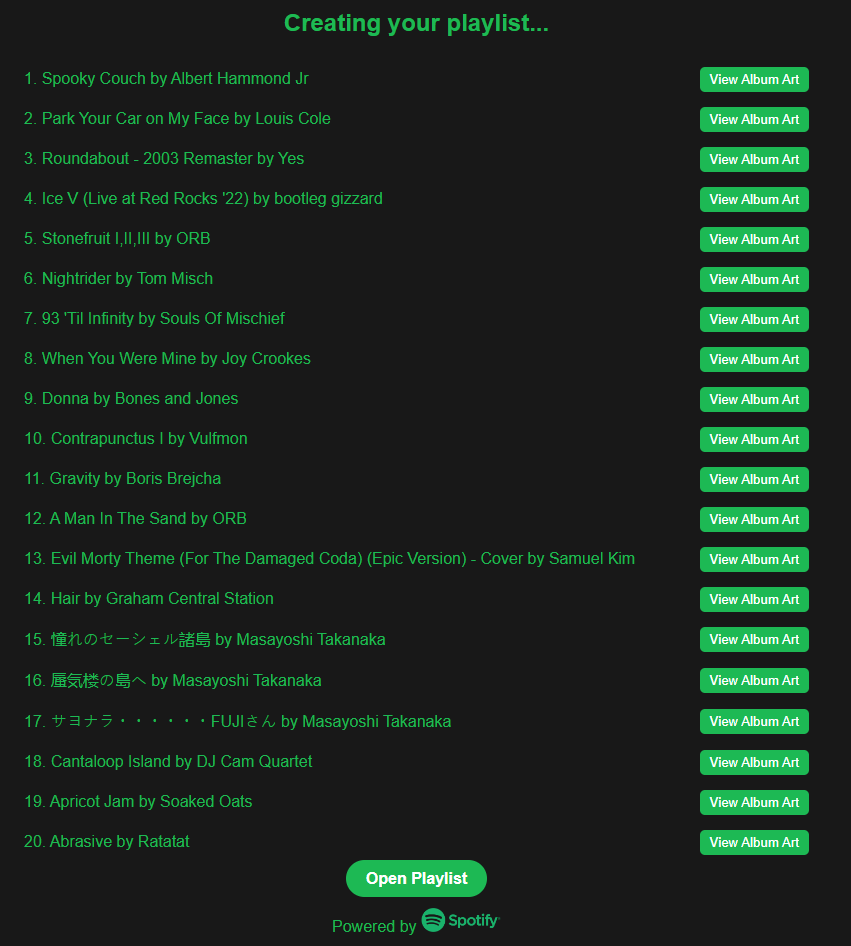 Creating your playlist...
1. Spooky Couch by Albert Hammond Jr View Album Art
2. Park Your Car on My Face by Louis Cole View Album Art
3. Roundabout - 2003 Remaster by Yes View Album Art
4. Ice V (Live at Red Rocks '22) by bootleg gizzard View Album Art
5. Stonefruit I,II,III by ORB View Album Art
6. Nightrider by Tom Misch View Album Art
7. 93 'Til Infinity by Souls Of Mischief View Album Art
8. When You Were Mine by Joy Crookes View Album Art
9. Donna by Bones and Jones View Album Art
10. Contrapunctus I by Vulfmon View Album Art
11. Gravity by Boris Brejcha View Album Art
12. A Man In The Sand by ORB View Album Art
13. Evil Morty Theme (For The Damaged Coda) (Epic Version) - Cover by Samuel Kim View Album Art
14. Hair by Graham Central Station View Album Art
15. 憧れのセーシェル諸島 by Masayoshi Takanaka View Album Art
16. 蜃気楼の島へ by Masayoshi Takanaka View Album Art
17. サヨナラ・・・・・・FUJIさん by Masayoshi Takanaka View Album Art
18. Cantaloop Island by DJ Cam Quartet View Album Art
19. Apricot Jam by Soaked Oats View Album Art
20. Abrasive by Ratatat View Album Art
Open Playlist
Powered by Spotify